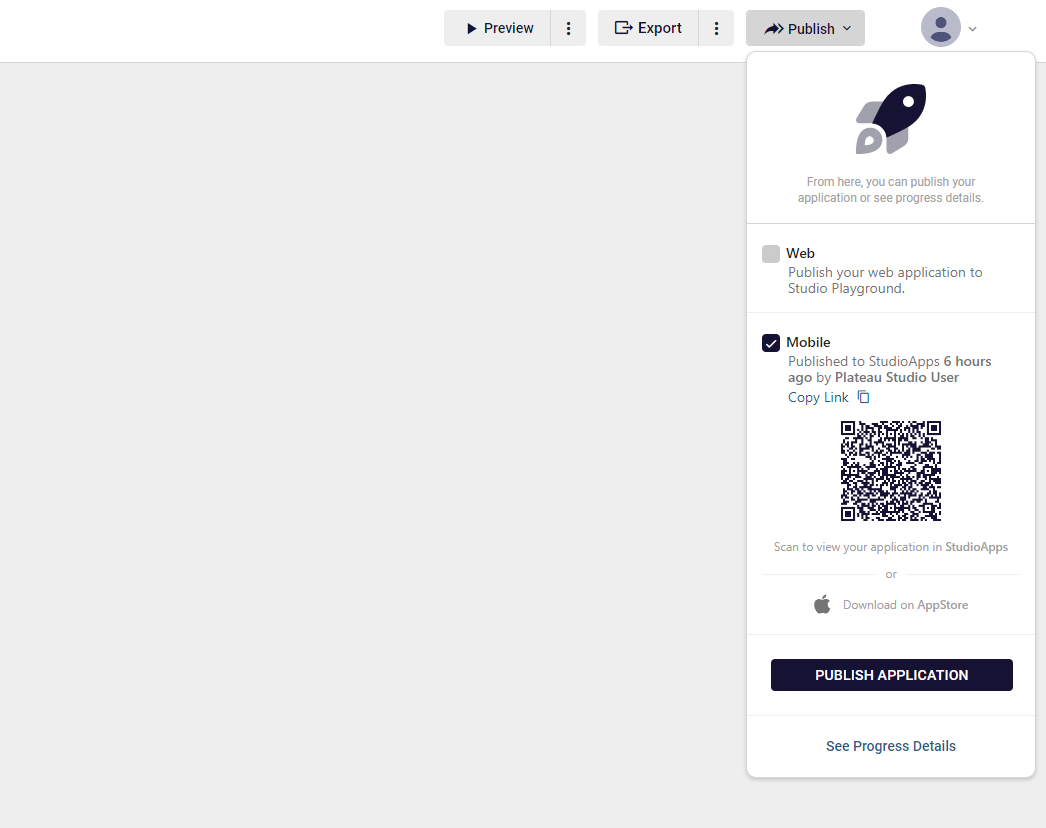 Preview
Export
Publish
From here, you can publish your
application or see progress details.
Web
Publish your web application to
Studio Playground.
Mobile
Published to StudioApps 6 hours
ago by Plateau Studio User
Copy Link
Scan to view your application in StudioApps
or
Download on AppStore
PUBLISH APPLICATION
See Progress Details